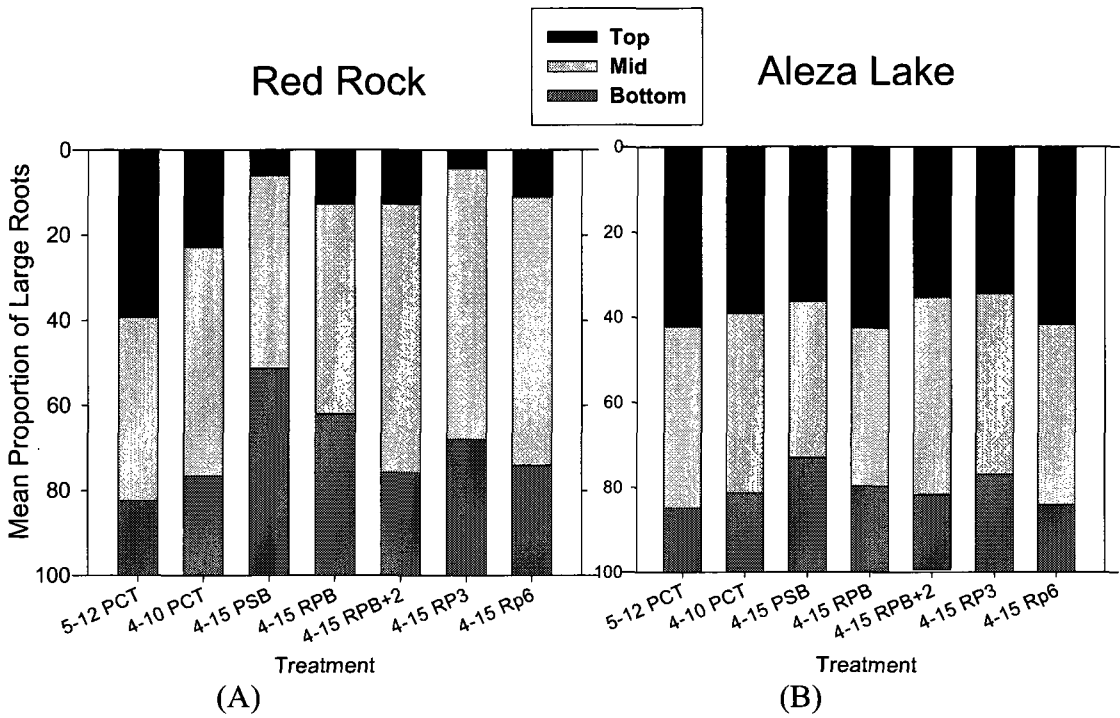 Top
Mid
Bottom
Red Rock
Aleza Lake
Mean Proportion of Large Roots
0
20
40
60
80
100
5-12 PCT
4-10 PCT
4-15 PSB
4-15 RPB
4-15 RPB+2
4-15 RP3
4-15 Rp6
Treatment
(A)
0
20
40
60
80
100
5-12 PCT
4-10 PCT
4-15 PSB
4-15 RPB
4-15 RPB+2
4-15 RP3
4-15 Rp6
Treatment
(B)